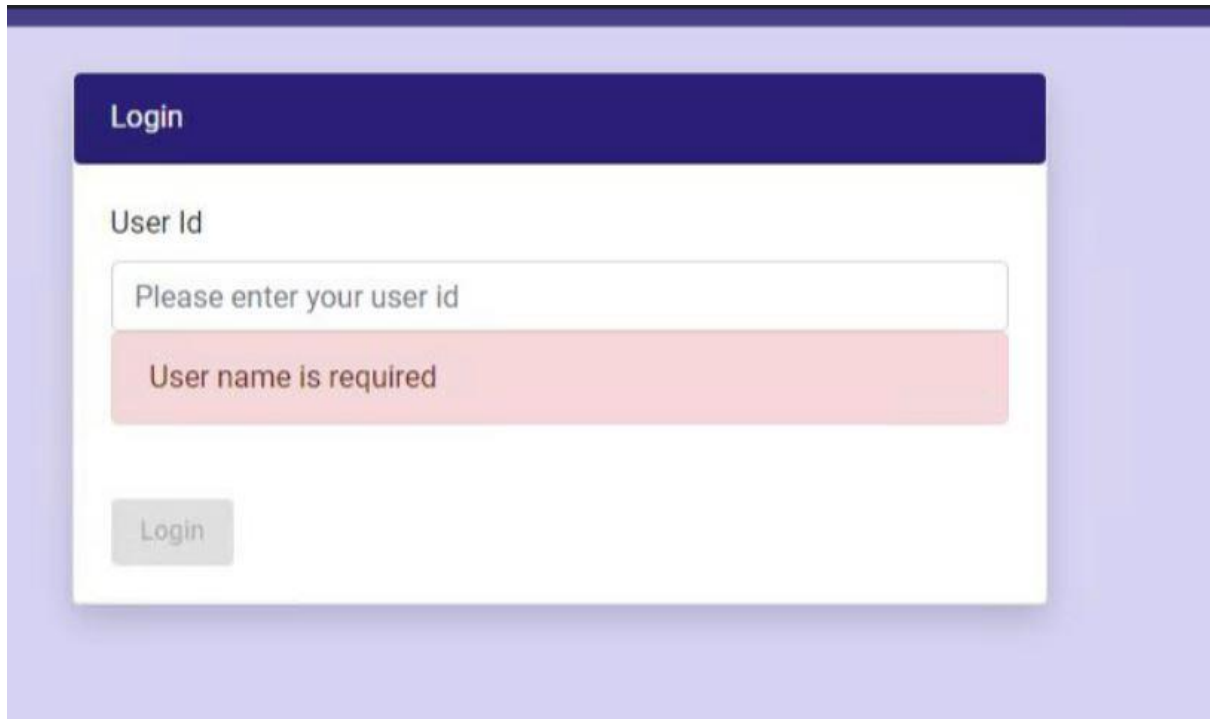 Login
User Id
Please enter your user id
User name is required
Login